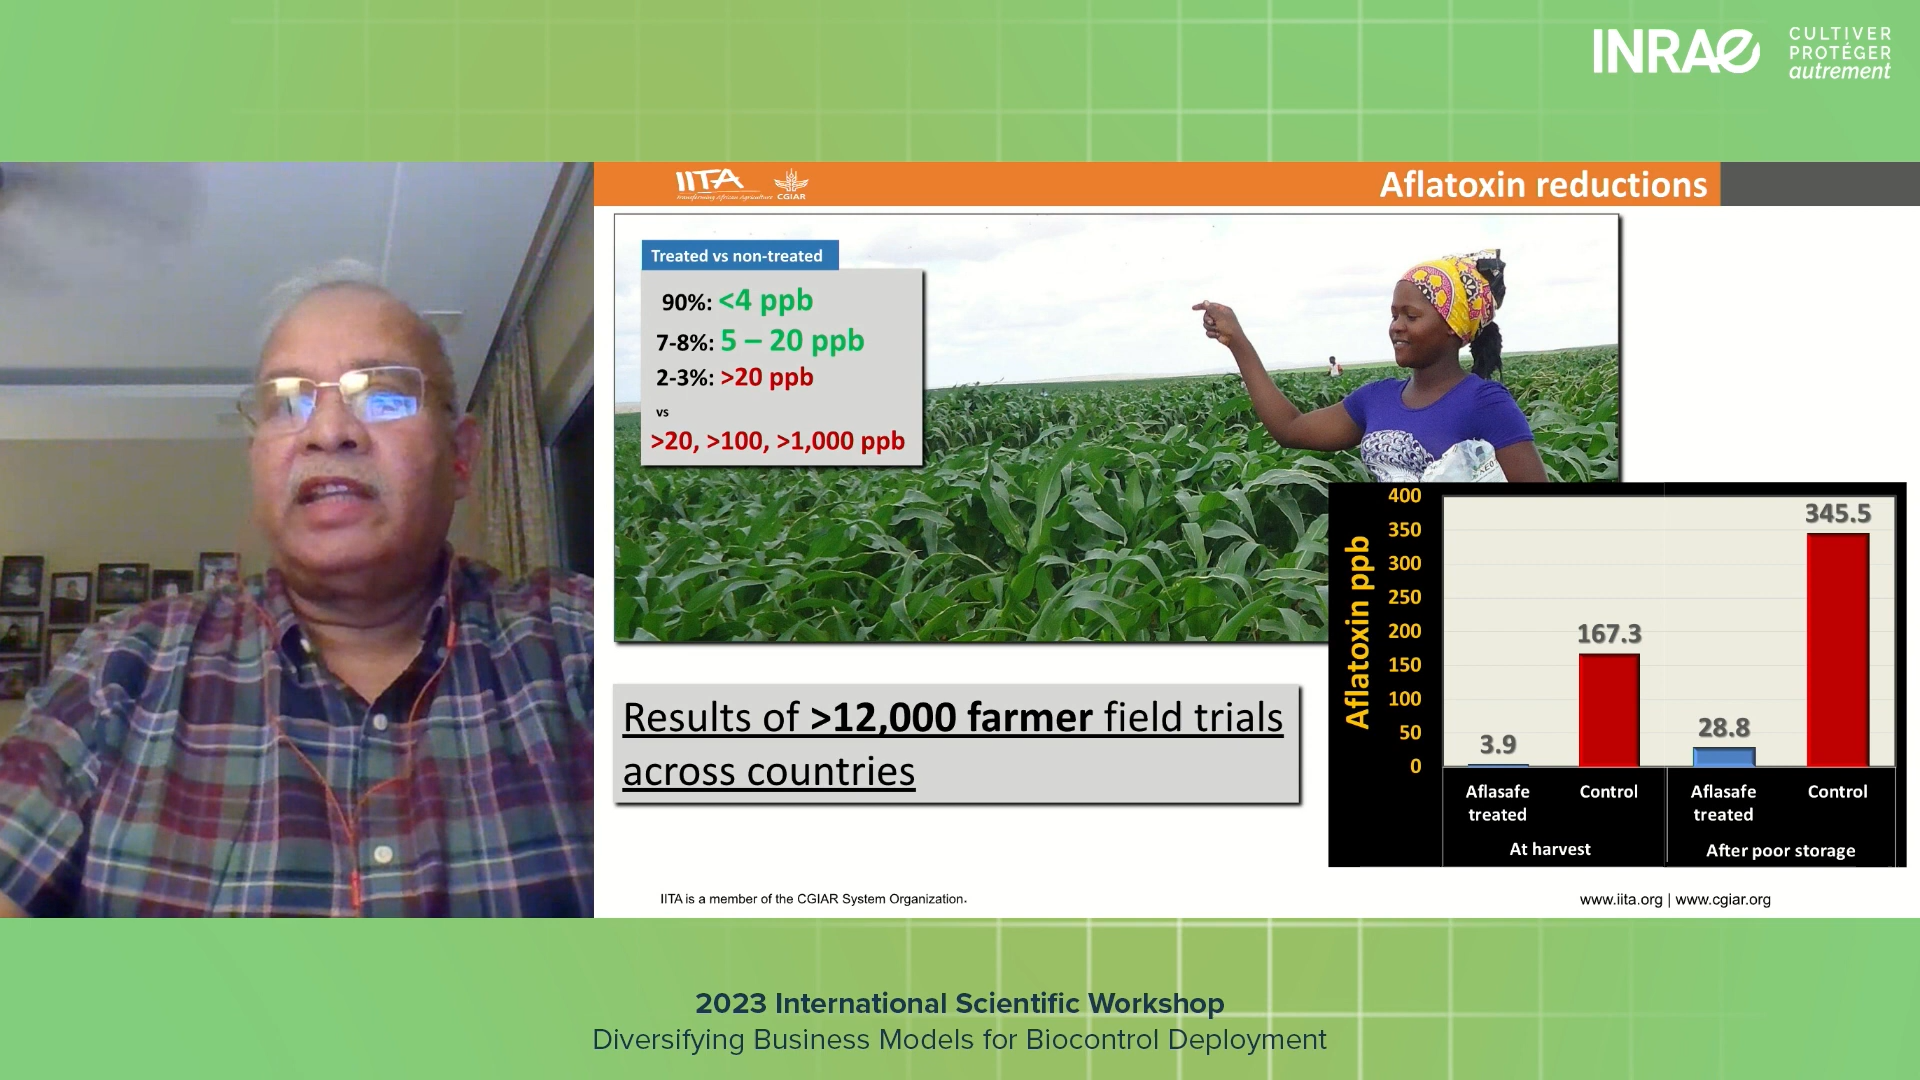 INRAE
CULTIVER
PROTÉGER
autrement
IITA
Transforming African Agriculture
CGIAR
Aflatoxin reductions
Treated vs non-treated
90%: <4 ppb
7-8%: 5 – 20 ppb
2-3%: >20 ppb
vs
>20, >100, >1,000 ppb
Results of >12,000 farmer field trials
across countries
Aflatoxin ppb
400
350
300
250
200
150
100
50
0
3.9
167.3
28.8
345.5
Aflasafe
treated
Control
Aflasafe
treated
Control
At harvest
After poor storage
IITA is a member of the CGIAR System Organization.
www.iita.org | www.cgiar.org
2023 International Scientific Workshop
Diversifying Business Models for Biocontrol Deployment